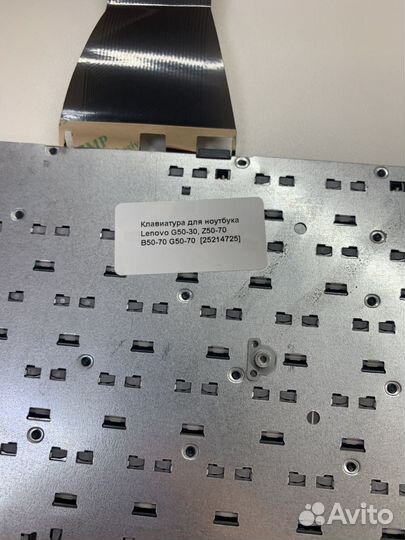 Клавиатура для ноутбука
Lenovo G50-30, Z50-70
B50-70 G50-70 [25214725]
Avito